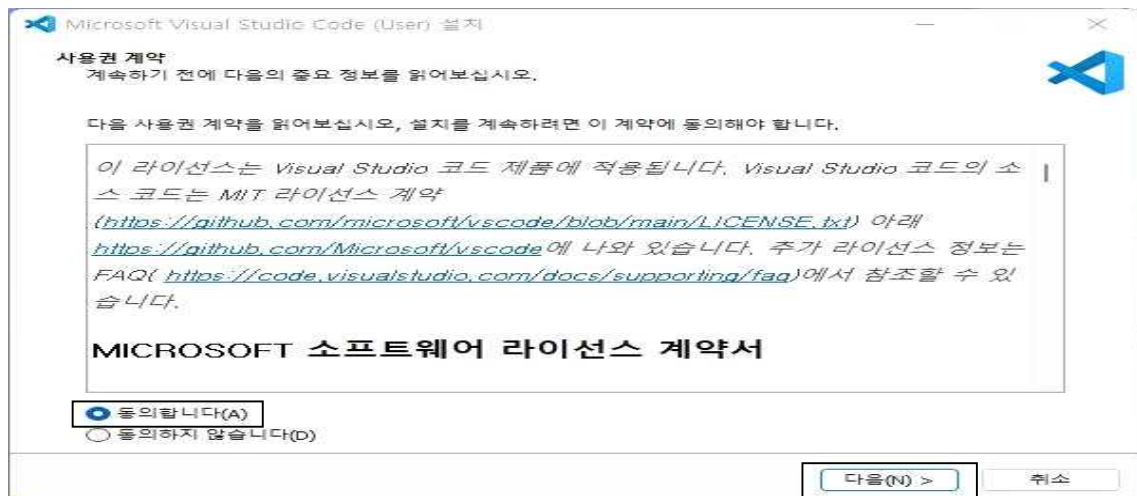 Microsoft Visual Studio Code (User) 설치
사용권 계약
계속하기 전에 다음의 중요 정보를 읽어보십시오.
다음 사용권 계약을 읽어보십시오, 설치를 계속하려면 이 계약에 동의해야 합니다.
이 라이선스는 Visual Studio 코드 제품에 적용됩니다. Visual Studio 코드의 소
스 코드는 MIT 라이선스 계약
(https://github.com/microsoft/vscode/blob/main/LICENSE.txt) 아래
https://github.com/Microsoft/vscode에 나와 있습니다. 추가 라이선스 정보는
FAQ( https://code.visualstudio.com/docs/supporting/faq)에서 참조할 수 있
습니다.
MICROSOFT 소프트웨어 라이선스 계약서
동의합니다(A)
동의하지 않습니다(D)
다음(N) > 취소